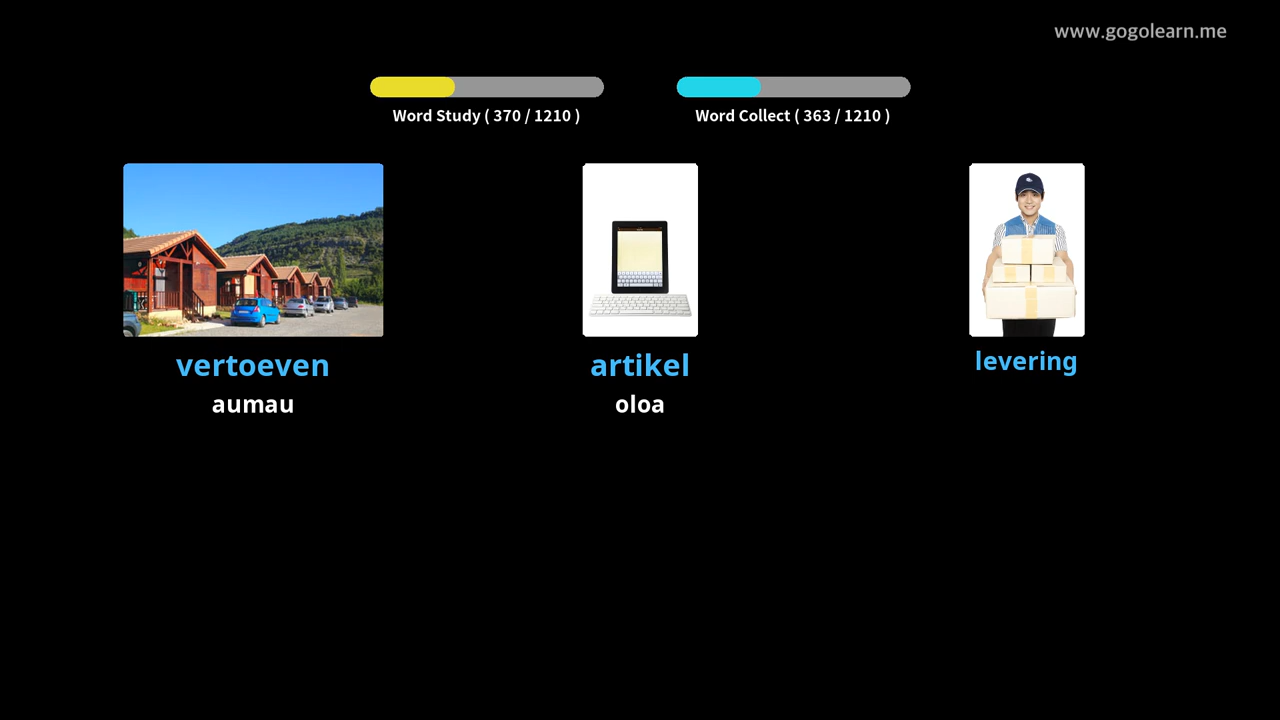 www.gogolearn.me
Word Study ( 370 / 1210 )
Word Collect ( 363 / 1210 )
vertoeven
aumau
artikel
oloa
levering